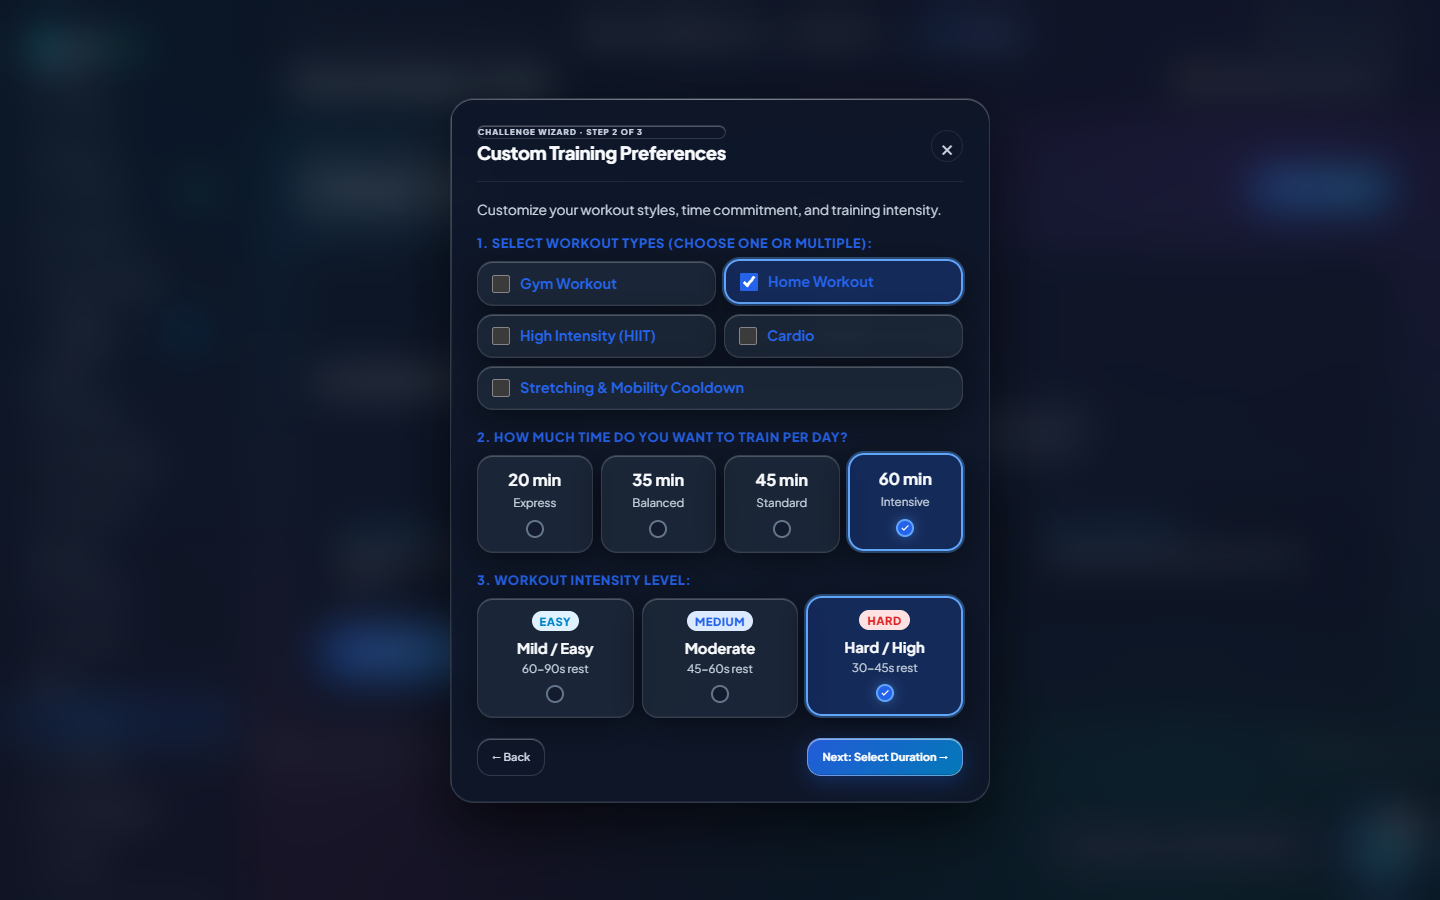 CHALLENGE WIZARD · STEP 2 OF 3
Custom Training Preferences
×
Customize your workout styles, time commitment, and training intensity.
1. SELECT WORKOUT TYPES (CHOOSE ONE OR MULTIPLE):
Gym Workout
Home Workout
High Intensity (HIIT)
Cardio
Stretching & Mobility Cooldown
2. HOW MUCH TIME DO YOU WANT TO TRAIN PER DAY?
20 min
Express
35 min
Balanced
45 min
Standard
60 min
Intensive
3. WORKOUT INTENSITY LEVEL:
EASY
Mild / Easy
60–90s rest
MEDIUM
Moderate
45–60s rest
HARD
Hard / High
30–45s rest
← Back
Next: Select Duration →